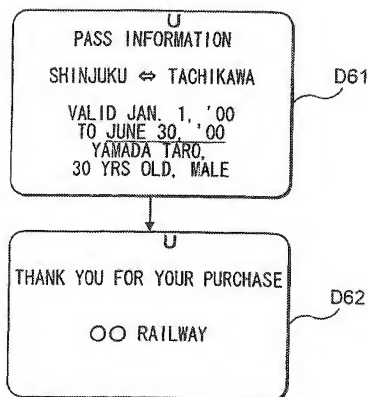 PASS INFORMATION
SHINJUKU ⇔ TACHIKAWA
VALID JAN. 1, '00
TO JUNE 30, '00
YAMADA TARO,
30 YRS OLD, MALE
D61
THANK YOU FOR YOUR PURCHASE
○○ RAILWAY
D62